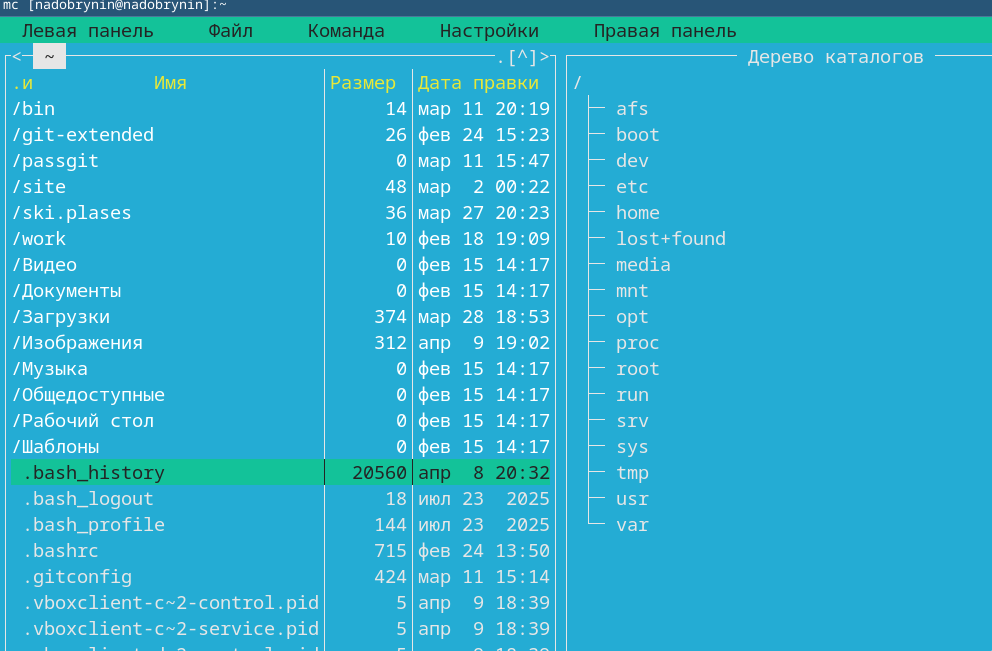 mc [nadobrynin@nadobrynin]:~
Левая панель Файл Команда Настройки Правая панель
<— ~ .[^]> Дерево каталогов
.и Имя Размер Дата правки /
/bin 14 мар 11 20:19 afs
/git-extended 26 фев 24 15:23 boot
/passgit 0 мар 11 15:47 dev
/site 48 мар 2 00:22 etc
/ski.plases 36 мар 27 20:23 home
/work 10 фев 18 19:09 lost+found
/Видео 0 фев 15 14:17 media
/Документы 0 фев 15 14:17 mnt
/Загрузки 374 мар 28 18:53 opt
/Изображения 312 апр 9 19:02 proc
/Музыка 0 фев 15 14:17 root
/Общедоступные 0 фев 15 14:17 run
/Рабочий стол 0 фев 15 14:17 srv
/Шаблоны 0 фев 15 14:17 sys
.bash_history 20560 апр 8 20:32 tmp
.bash_logout 18 июл 23 2025 usr
.bash_profile 144 июл 23 2025 var
.bashrc 715 фев 24 13:50
.gitconfig 424 мар 11 15:14
.vboxclient-c~2-control.pid 5 апр 9 18:39
.vboxclient-c~2-service.pid 5 апр 9 18:39